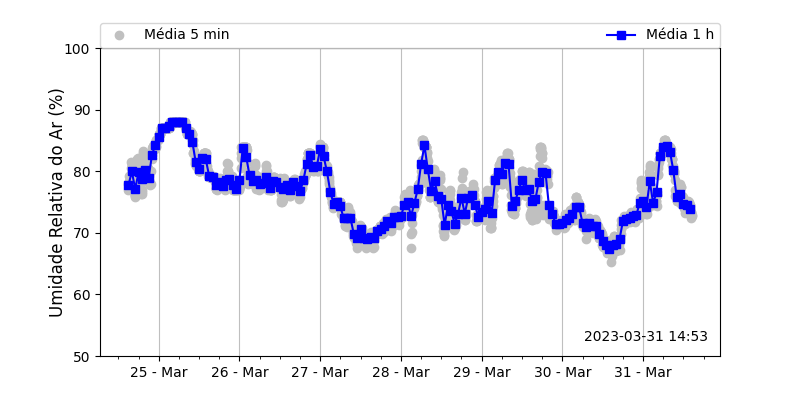 Média 5 min Média 1 h
Umidade Relativa do Ar (%)
100
90
80
70
60
50
2023-03-31 14:53
25 - Mar 26 - Mar 27 - Mar 28 - Mar 29 - Mar 30 - Mar 31 - Mar